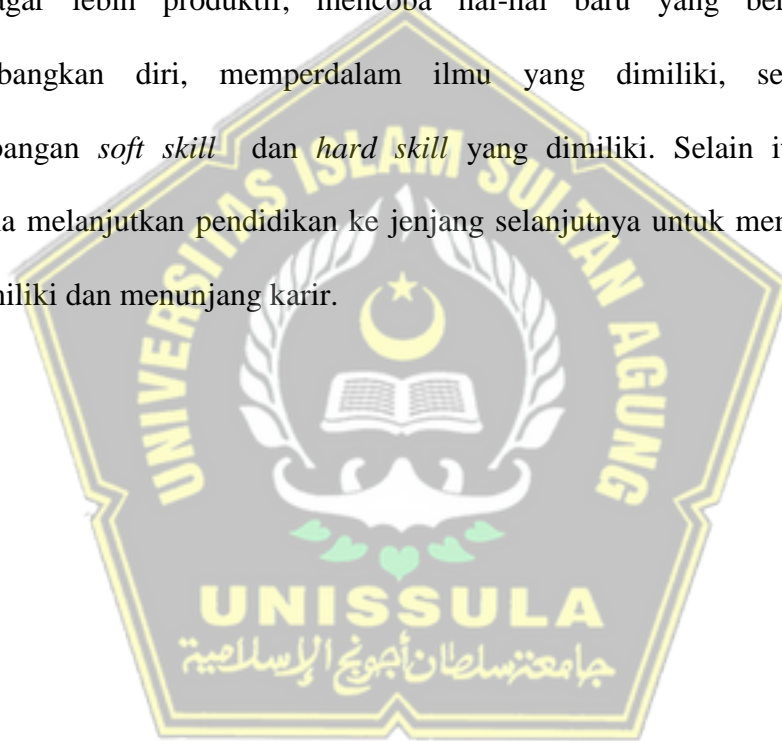 agar lebih produktif, mencoba hal-hal baru yang ber
bangkan diri, memperdalam ilmu yang dimiliki, se
bangan soft skill dan hard skill yang dimiliki. Selain it
a melanjutkan pendidikan ke jenjang selanjutnya untuk men
miliki dan menunjang karir.
UNIVERSITAS ISLAM SULTAN AGUNG
UNISSULA
جامعة سلطان أجونج الإسلامية